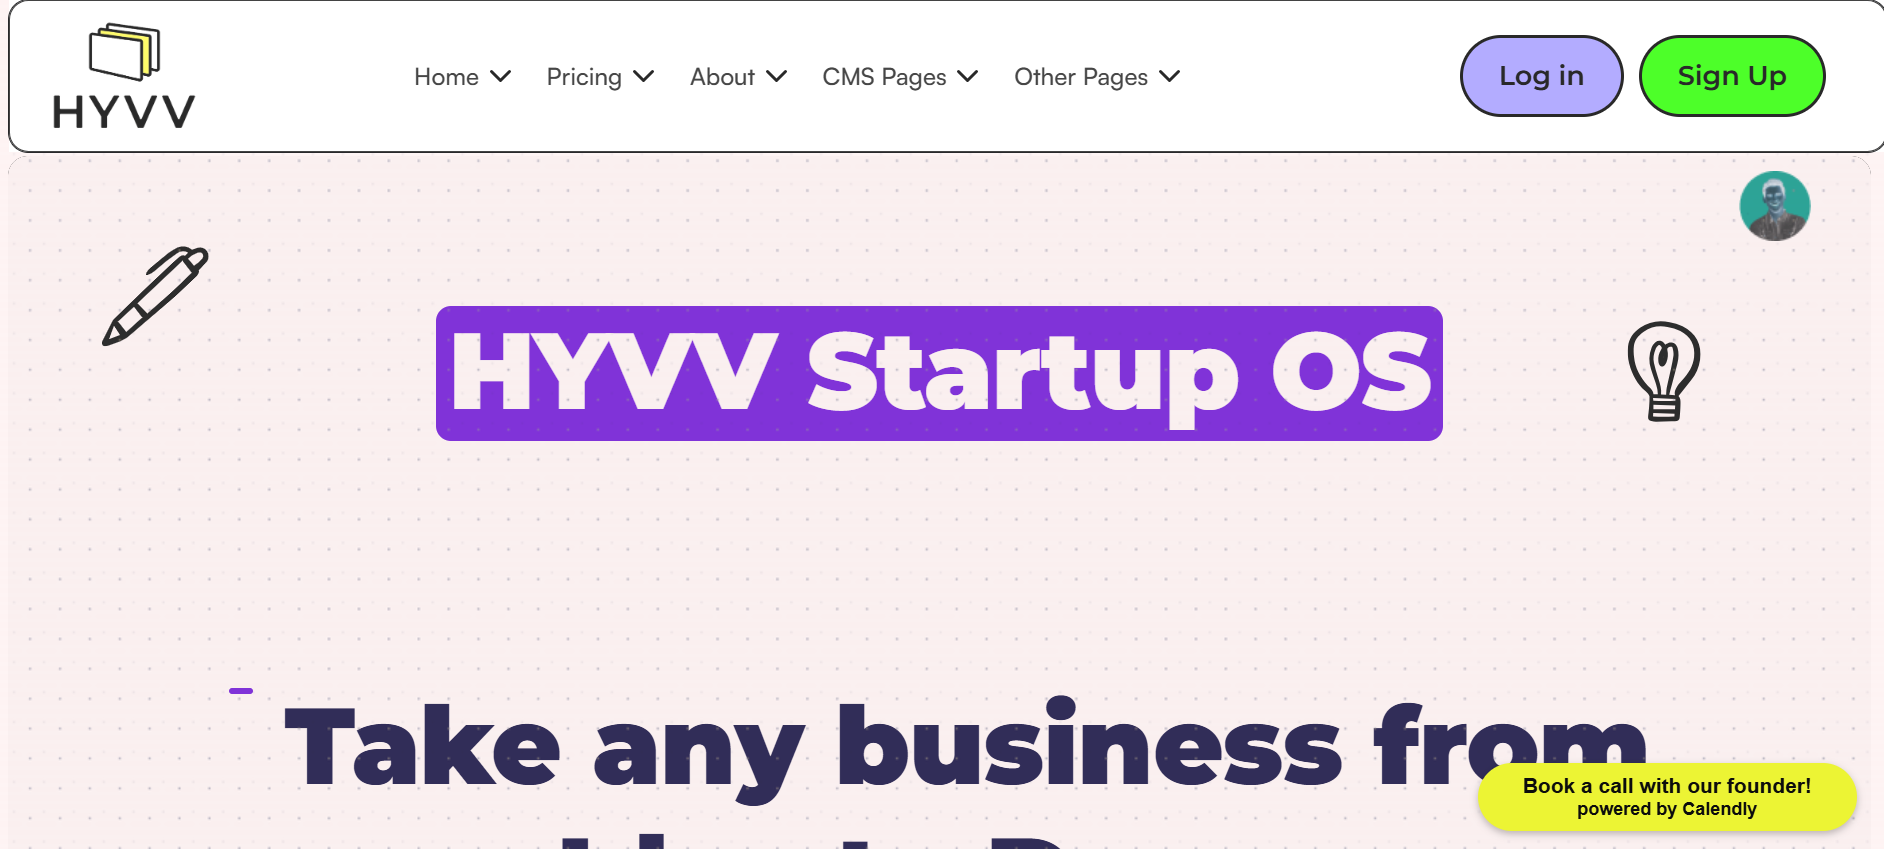 HYVV
Home
Pricing
About
CMS Pages
Other Pages
Log in
Sign Up
HYVV Startup OS
Take any business from
Book a call with our founder!
powered by Calendly